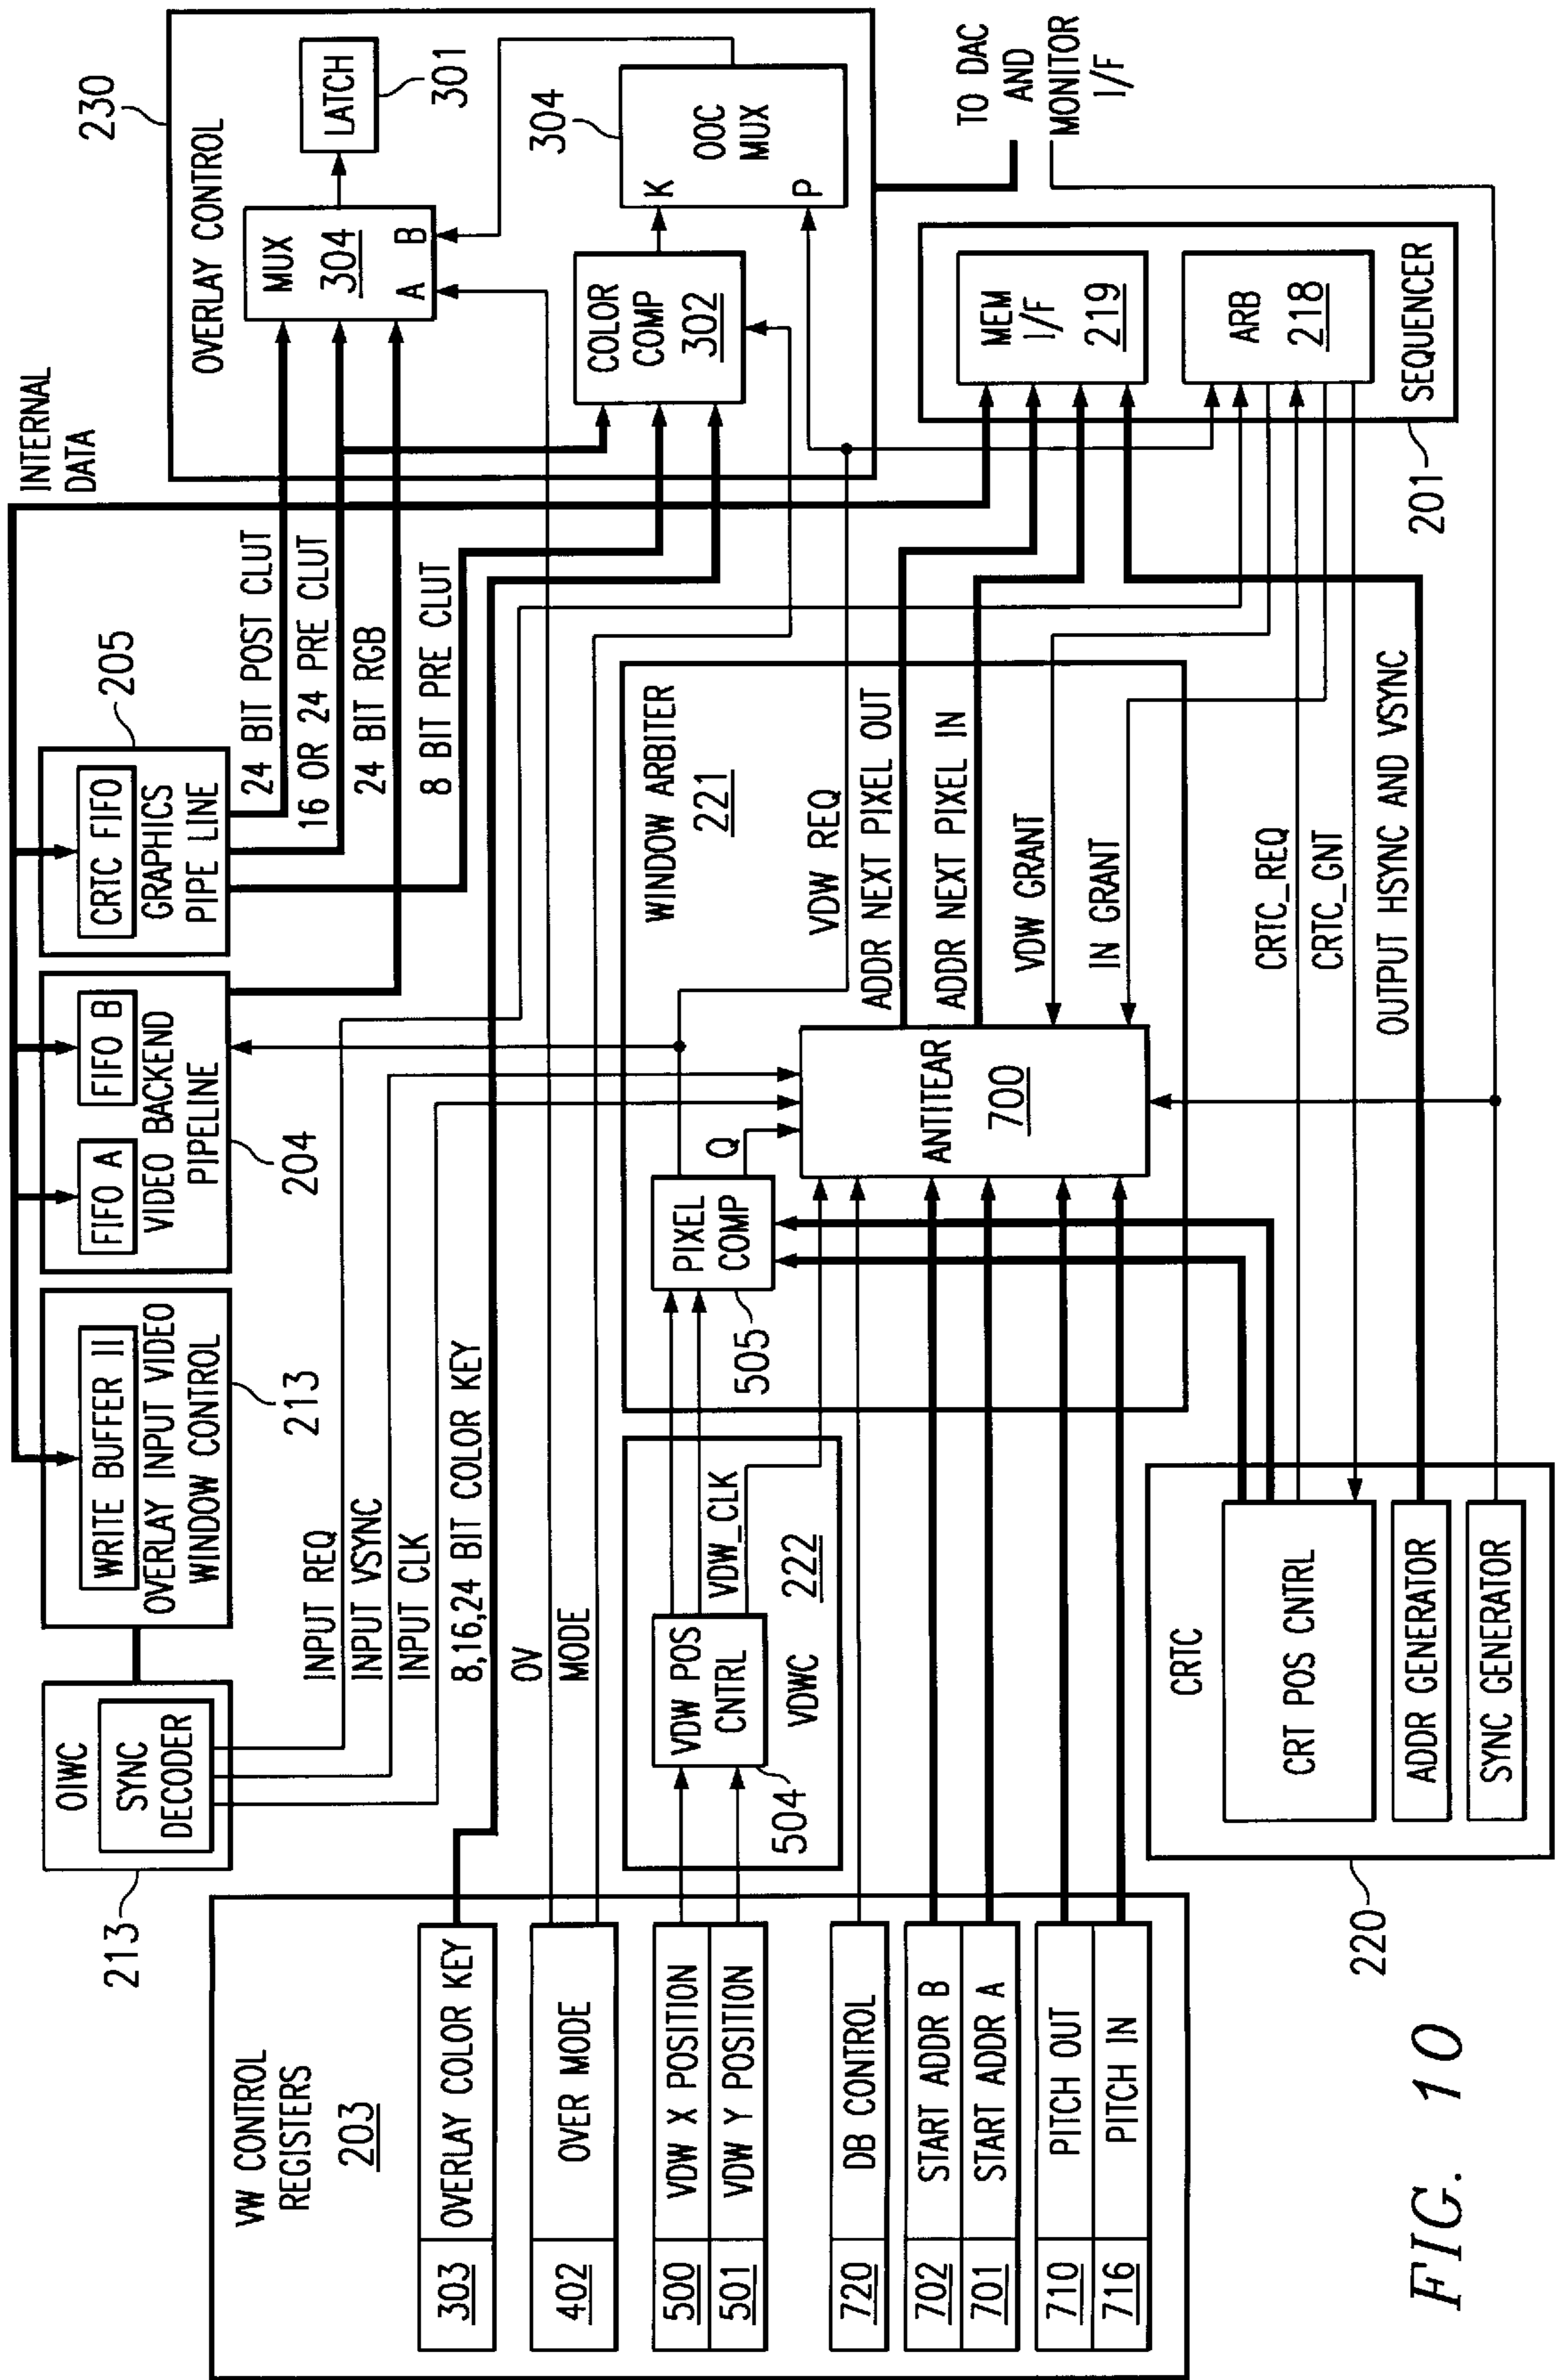 VW CONTROL
REGISTERS
203
303
OVERLAY COLOR KEY
402
OVER MODE
500
VDW X POSITION
501
VDW Y POSITION
720
DB CONTROL
702
START ADDR B
701
START ADDR A
710
PITCH OUT
716
PITCH IN
213
OIWC
SYNC
DECODER
WRITE BUFFER II
OVERLAY INPUT VIDEO
WINDOW CONTROL
213
FIFO A
FIFO B
VIDEO BACKEND
PIPELINE
204
CRTC FIFO
GRAPHICS
PIPE LINE
205
INTERNAL
DATA
INPUT REQ
INPUT VSYNC
INPUT CLK
8,16,24 BIT COLOR KEY
OV
MODE
24 BIT POST CLUT
16 OR 24 PRE CLUT
24 BIT RGB
8 BIT PRE CLUT
230
OVERLAY CONTROL
MUX
304
A
B
LATCH
301
COLOR
COMP
302
304
OOC
MUX
K
P
TO DAC
AND
MONITOR
I/F
VDW POS
CNTRL
504
VDW_CLK
222
VDWC
WINDOW ARBITER
221
PIXEL
COMP
505
Q
ANTITEAR
700
VDW REQ
ADDR NEXT PIXEL OUT
ADDR NEXT PIXEL IN
VDW GRANT
IN GRANT
CRTC_REQ
CRTC_GNT
OUTPUT HSYNC AND VSYNC
MEM
I/F
219
ARB
218
SEQUENCER
201
CRTC
CRT POS CNTRL
ADDR GENERATOR
SYNC GENERATOR
220
FIG. 10